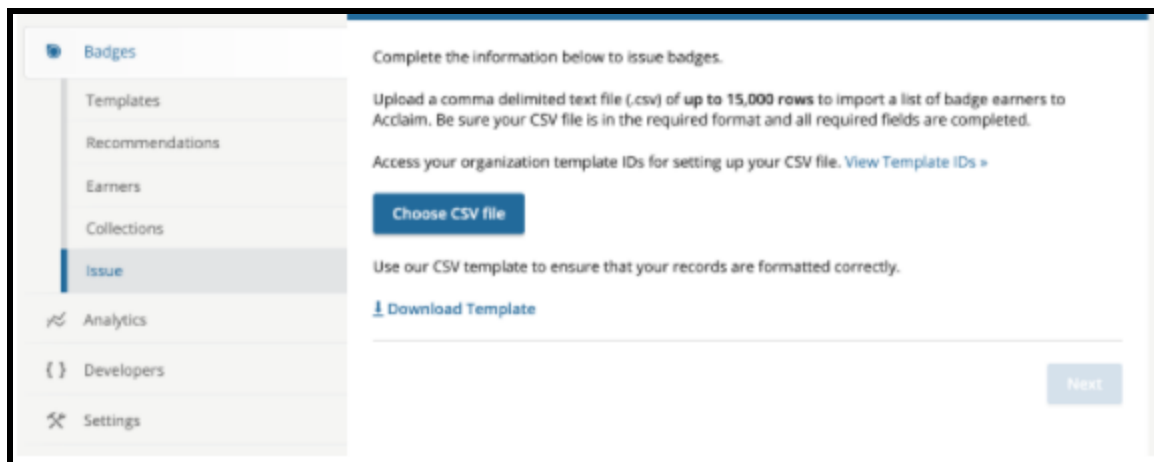 Badges
Templates
Recommendations
Earners
Collections
Issue
Analytics
Developers
Settings
Complete the information below to issue badges.
Upload a comma delimited text file (.csv) of up to 15,000 rows to import a list of badge earners to
Acclaim. Be sure your CSV file is in the required format and all required fields are completed.
Access your organization template IDs for setting up your CSV file. View Template IDs »
Choose CSV file
Use our CSV template to ensure that your records are formatted correctly.
Download Template
Next